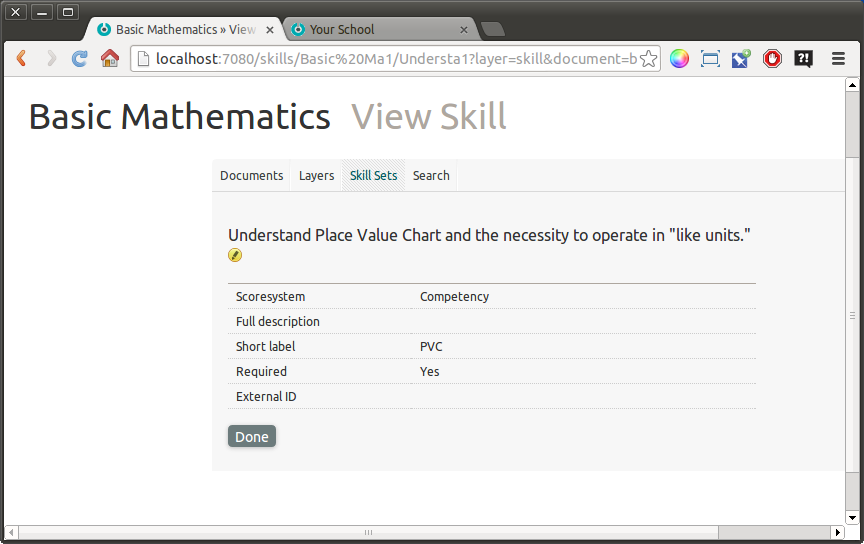 Basic Mathematics » View
Your School
localhost:7080/skills/Basic%20Ma1/Understa1?layer=skill&document=b
?!
Basic Mathematics View Skill
Documents Layers Skill Sets Search
Understand Place Value Chart and the necessity to operate in "like units."
Scoresystem Competency
Full description
Short label PVC
Required Yes
External ID
Done